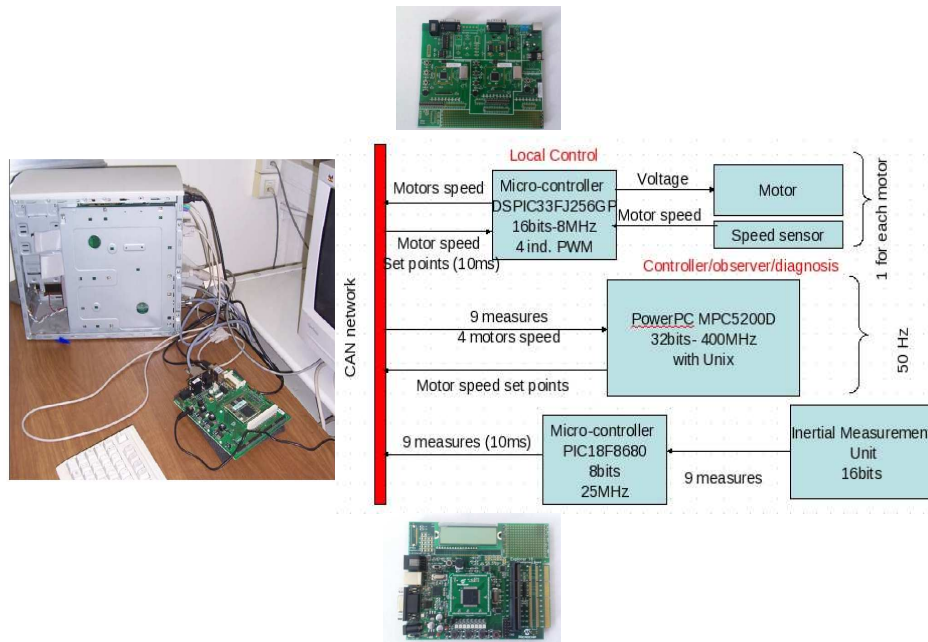 Local Control
Motors speed
Micro-controller
DSPIC33FJ256GP
16bits-8MHz
4 ind. PWM
Voltage
Motor
Motor speed
Speed sensor
1 for each motor
Motor speed
Set points (10ms)
Controller/observer/diagnosis
CAN network
9 measures
4 motors speed
PowerPC MPC5200D
32bits- 400MHz
with Unix
50 Hz
Motor speed set points
9 measures (10ms)
Micro-controller
PIC18F8680
8bits
25MHz
9 measures
Inertial Measuremen
Unit
16bits